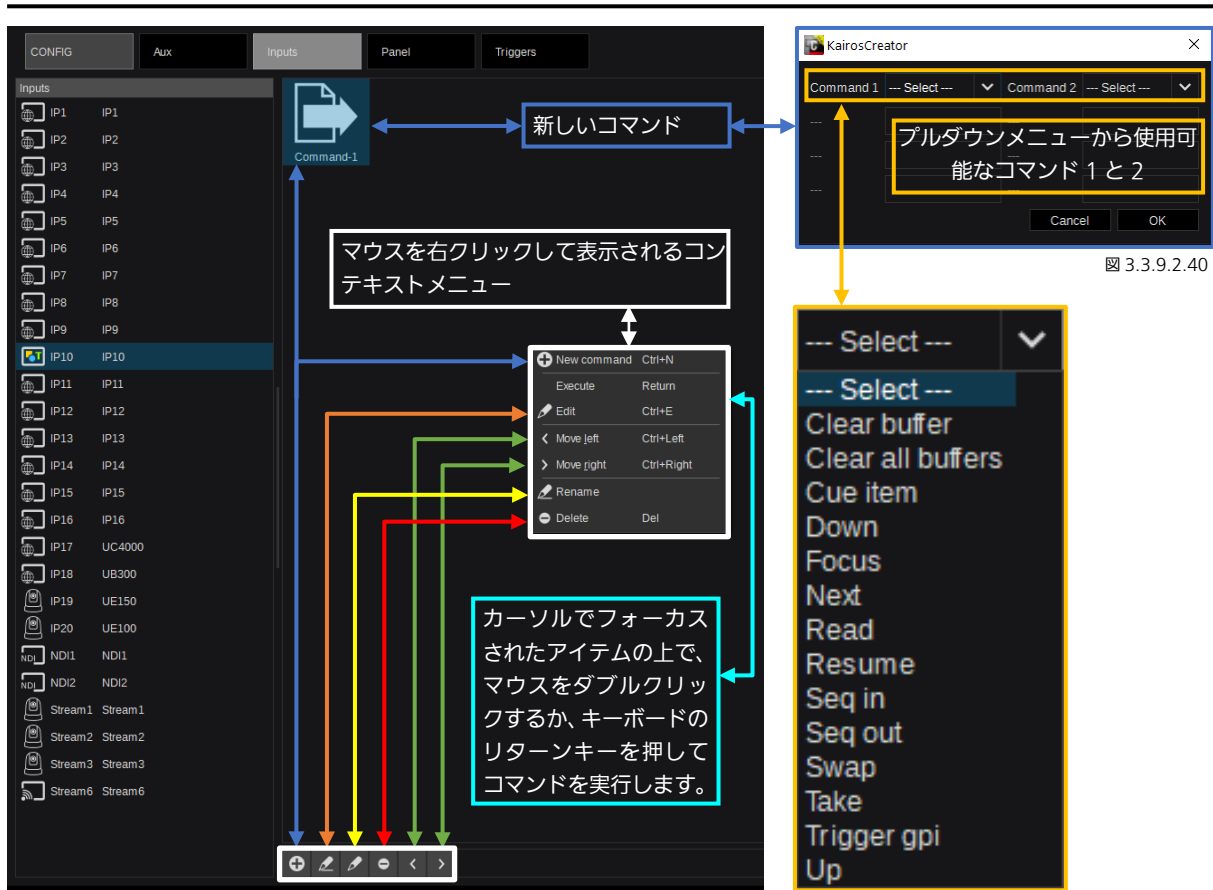 CONFIG Aux Inputs Panel Triggers
Inputs
IP1 IP1
IP2 IP2
IP3 IP3
IP4 IP4
IP5 IP5
IP6 IP6
IP7 IP7
IP8 IP8
IP9 IP9
IP10 IP10
IP11 IP11
IP12 IP12
IP13 IP13
IP14 IP14
IP15 IP15
IP16 IP16
IP17 UC4000
IP18 UB300
IP19 UE150
IP20 UE100
NDI NDI1 NDI1
NDI NDI2 NDI2
Stream1 Stream1
Stream2 Stream2
Stream3 Stream3
Stream6 Stream6
Command-1
新しいコマンド
KairosCreator
Command 1 --- Select --- Command 2 --- Select ---
---
---
---
プルダウンメニューから使用可
能なコマンド 1 と 2
Cancel OK
図 3.3.9.2.40
マウスを右クリックして表示されるコン
テキストメニュー
New command Ctrl+N
Execute Return
Edit Ctrl+E
Move left Ctrl+Left
Move right Ctrl+Right
Rename
Delete Del
カーソルでフォーカス
されたアイテムの上で、
マウスをダブルクリッ
クするか、キーボードの
リターンキーを押して
コマンドを実行します。
--- Select ---
--- Select ---
Clear buffer
Clear all buffers
Cue item
Down
Focus
Next
Read
Resume
Seq in
Seq out
Swap
Take
Trigger gpi
Up